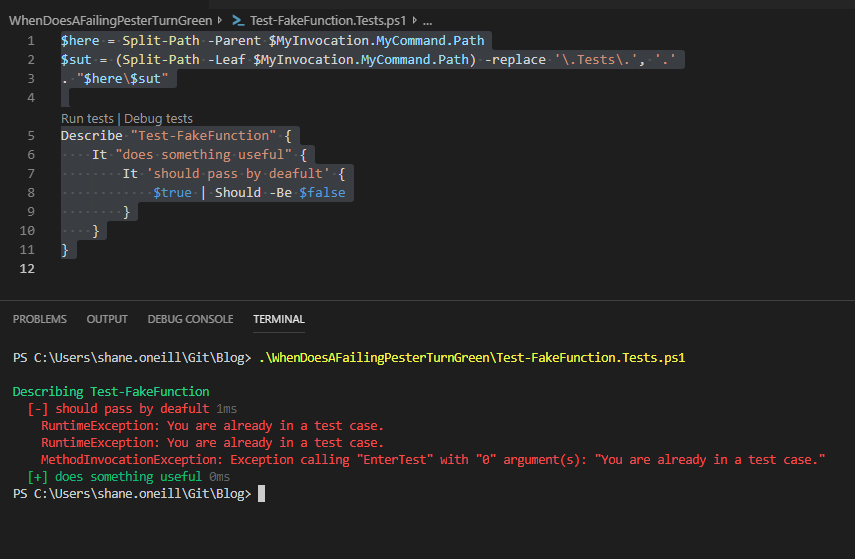 WhenDoesAFailingPesterTurnGreen > Test-FakeFunction.Tests.ps1 > ...
1 $here = Split-Path -Parent $MyInvocation.MyCommand.Path
2 $sut = (Split-Path -Leaf $MyInvocation.MyCommand.Path) -replace '\.Tests\.', '.'
3 . "$here\$sut"
4
Run tests | Debug tests
5 Describe "Test-FakeFunction" {
6 It "does something useful" {
7 It 'should pass by deafult' {
8 $true | Should -Be $false
9 }
10 }
11 }
12
PROBLEMS OUTPUT DEBUG CONSOLE TERMINAL
PS C:\Users\shane.oneill\Git\Blog> .\WhenDoesAFailingPesterTurnGreen\Test-FakeFunction.Tests.ps1
Describing Test-FakeFunction
[-] should pass by deafult 1ms
RuntimeException: You are already in a test case.
RuntimeException: You are already in a test case.
MethodInvocationException: Exception calling "EnterTest" with "0" argument(s): "You are already in a test case."
[+] does something useful 0ms
PS C:\Users\shane.oneill\Git\Blog>